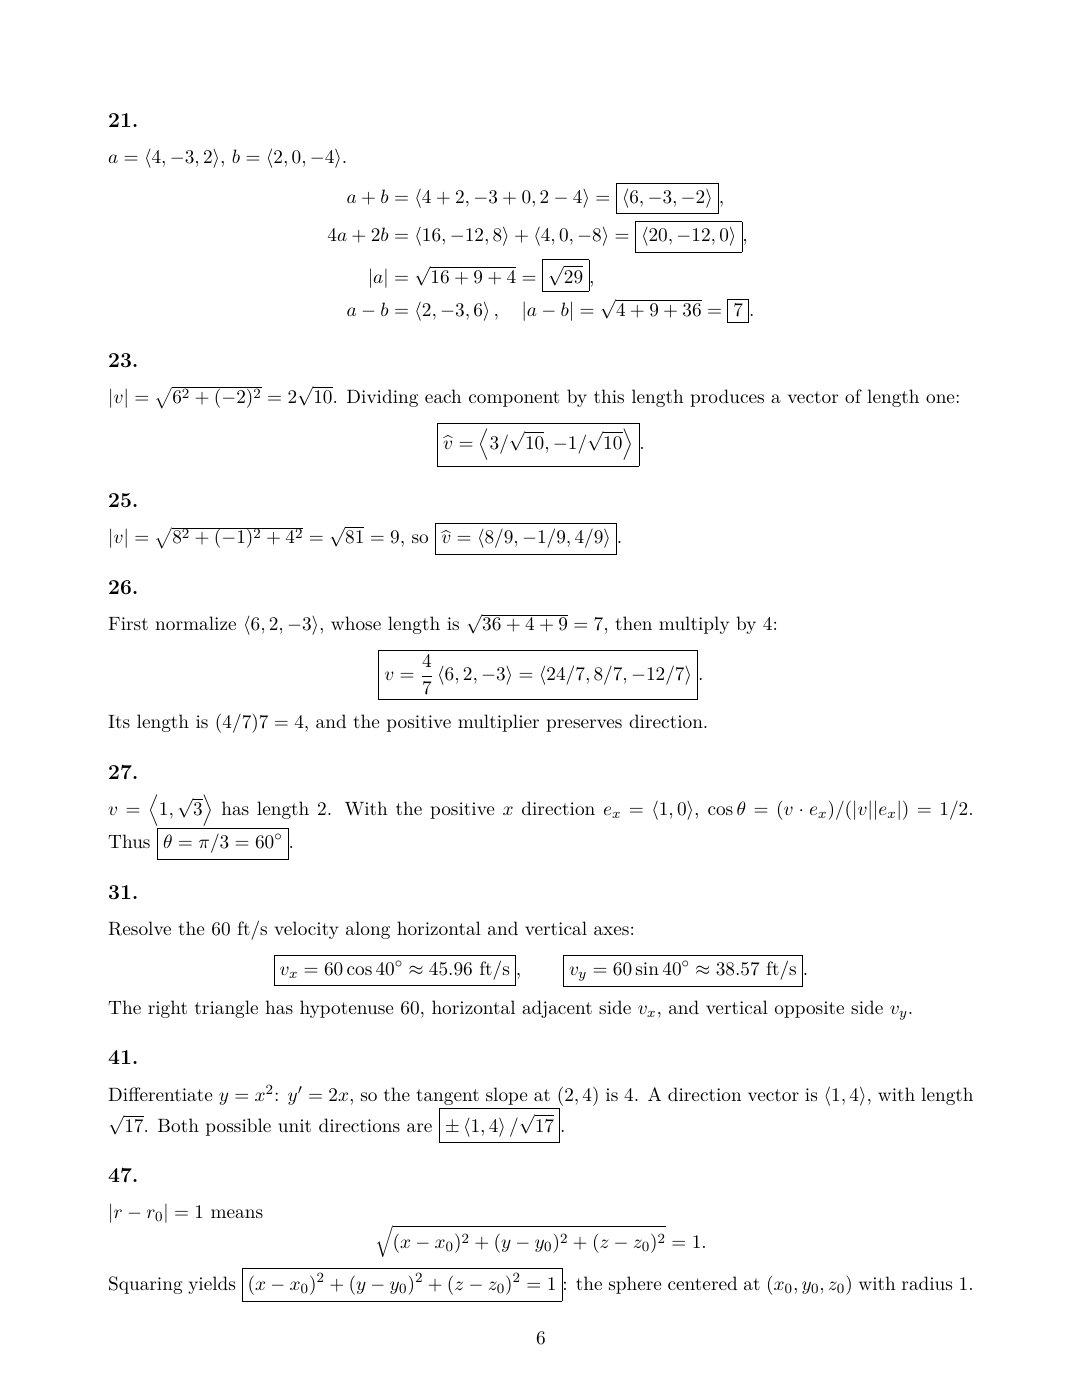 21.
a = ⟨4, −3, 2⟩, b = ⟨2, 0, −4⟩.
a + b = ⟨4 + 2, −3 + 0, 2 − 4⟩ = ⟨6, −3, −2⟩,
4a + 2b = ⟨16, −12, 8⟩ + ⟨4, 0, −8⟩ = ⟨20, −12, 0⟩,
|a| = √(16 + 9 + 4) = √29,
a − b = ⟨2, −3, 6⟩, |a − b| = √(4 + 9 + 36) = 7.
23.
|v| = √(6² + (−2)²) = 2√10. Dividing each component by this length produces a vector of length one:
v̂ = ⟨3/√10, −1/√10⟩.
25.
|v| = √(8² + (−1)² + 4²) = √81 = 9, so v̂ = ⟨8/9, −1/9, 4/9⟩.
26.
First normalize ⟨6, 2, −3⟩, whose length is √(36 + 4 + 9) = 7, then multiply by 4:
v = 4/7 ⟨6, 2, −3⟩ = ⟨24/7, 8/7, −12/7⟩.
Its length is (4/7)7 = 4, and the positive multiplier preserves direction.
27.
v = ⟨1, √3⟩ has length 2. With the positive x direction eₓ = ⟨1, 0⟩, cos θ = (v · eₓ)/(|v||eₓ|) = 1/2.
Thus θ = π/3 = 60°.
31.
Resolve the 60 ft/s velocity along horizontal and vertical axes:
vₓ = 60 cos 40° ≈ 45.96 ft/s, v_y = 60 sin 40° ≈ 38.57 ft/s.
The right triangle has hypotenuse 60, horizontal adjacent side vₓ, and vertical opposite side v_y.
41.
Differentiate y = x²: y′ = 2x, so the tangent slope at (2, 4) is 4. A direction vector is ⟨1, 4⟩, with length
√17. Both possible unit directions are ± ⟨1, 4⟩ /√17.
47.
|r − r₀| = 1 means
√((x − x₀)² + (y − y₀)² + (z − z₀)²) = 1.
Squaring yields (x − x₀)² + (y − y₀)² + (z − z₀)² = 1: the sphere centered at (x₀, y₀, z₀) with radius 1.
6